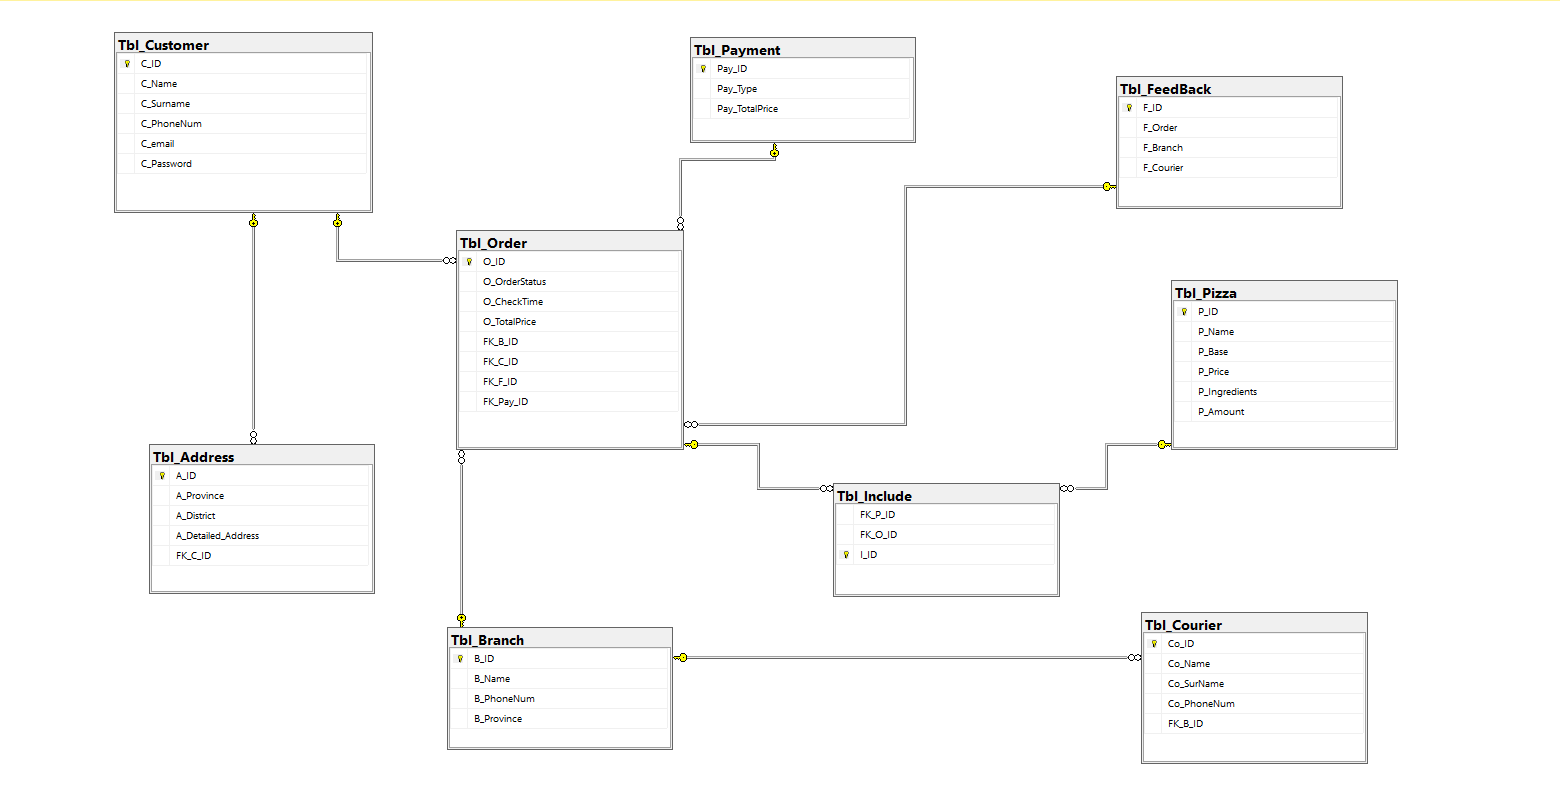 Tbl_Customer
C_ID
C_Name
C_Surname
C_PhoneNum
C_email
C_Password
Tbl_Payment
Pay_ID
Pay_Type
Pay_TotalPrice
Tbl_FeedBack
F_ID
F_Order
F_Branch
F_Courier
Tbl_Order
O_ID
O_OrderStatus
O_CheckTime
O_TotalPrice
FK_B_ID
FK_C_ID
FK_F_ID
FK_Pay_ID
Tbl_Pizza
P_ID
P_Name
P_Base
P_Price
P_Ingredients
P_Amount
Tbl_Address
A_ID
A_Province
A_District
A_Detailed_Address
FK_C_ID
Tbl_Include
FK_P_ID
FK_O_ID
I_ID
Tbl_Branch
B_ID
B_Name
B_PhoneNum
B_Province
Tbl_Courier
Co_ID
Co_Name
Co_SurName
Co_PhoneNum
FK_B_ID